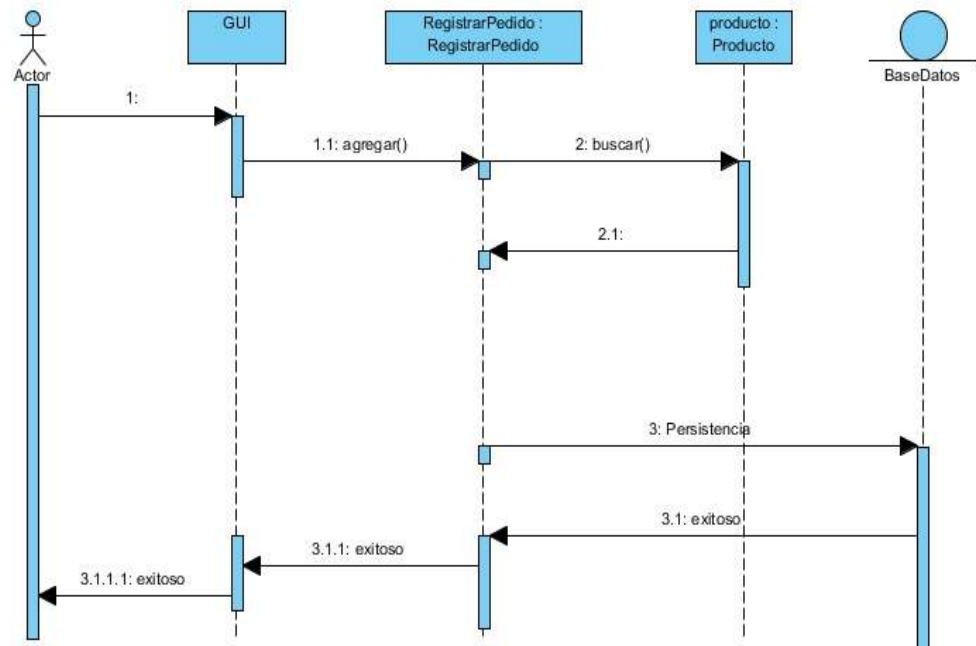 GUI
RegistrarPedido :
RegistrarPedido
producto :
Producto
Actor
BaseDatos
1:
1.1: agregar()
2: buscar()
2.1:
3: Persistencia
3.1: exitoso
3.1.1: exitoso
3.1.1.1: exitoso